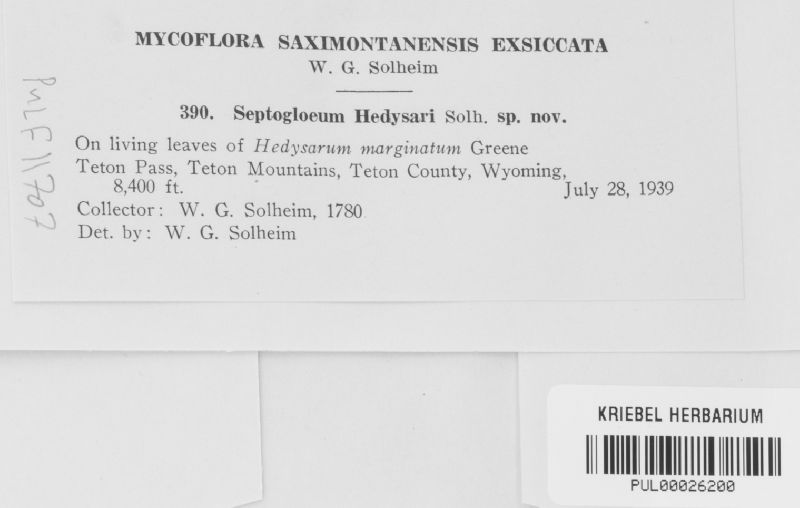 MYCOFLORA SAXIMONTANENSIS EXSICCATA
W. G. Solheim
390. Septogloeum Hedysari Solh. sp. nov.
On living leaves of Hedysarum marginatum Greene
Teton Pass, Teton Mountains, Teton County, Wyoming,
8,400 ft. July 28, 1939
Collector: W. G. Solheim, 1780
Det. by: W. G. Solheim
PUL F11707
KRIEBEL HERBARIUM
PUL00026200